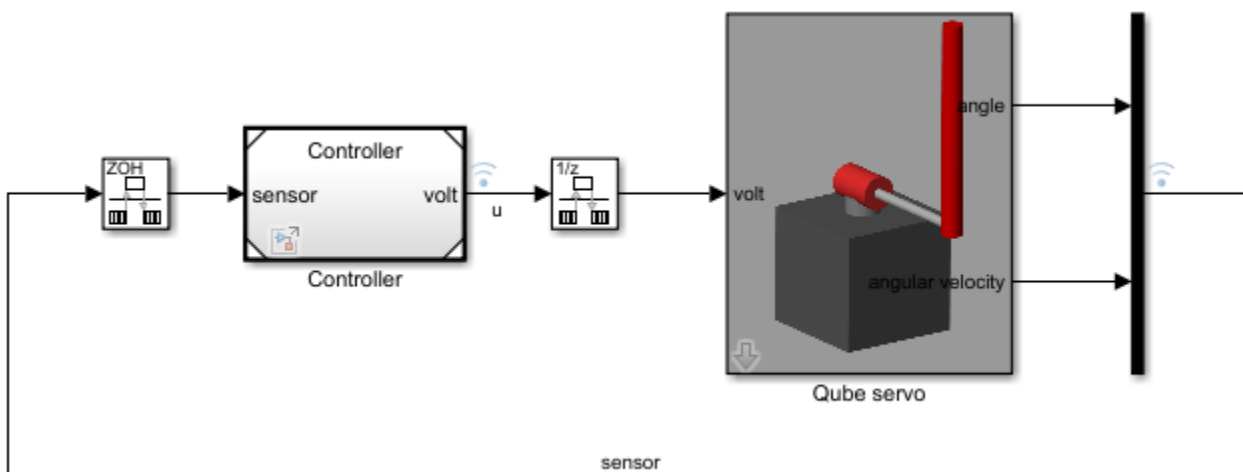 ZOH
Controller
sensor
volt
Controller
u
1/z
volt
angle
angular velocity
Qube servo
sensor